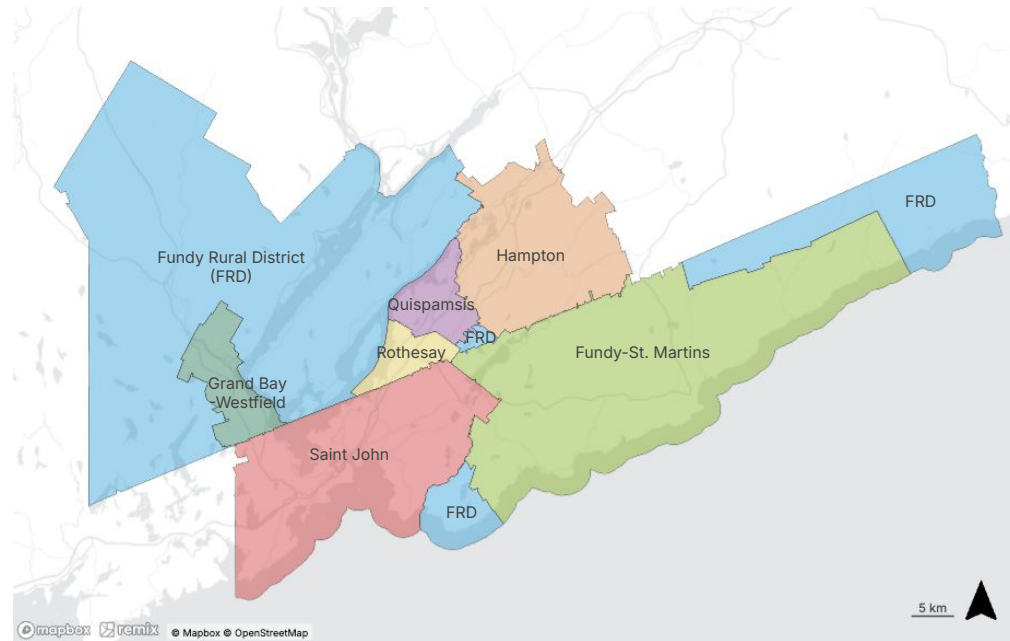 FRD
Fundy Rural District
(FRD)
Hampton
Quispamsis
FRD
Rothesay
Fundy-St. Martins
Grand Bay
-Westfield
Saint John
FRD
5 km
mapbox remix © Mapbox © OpenStreetMap